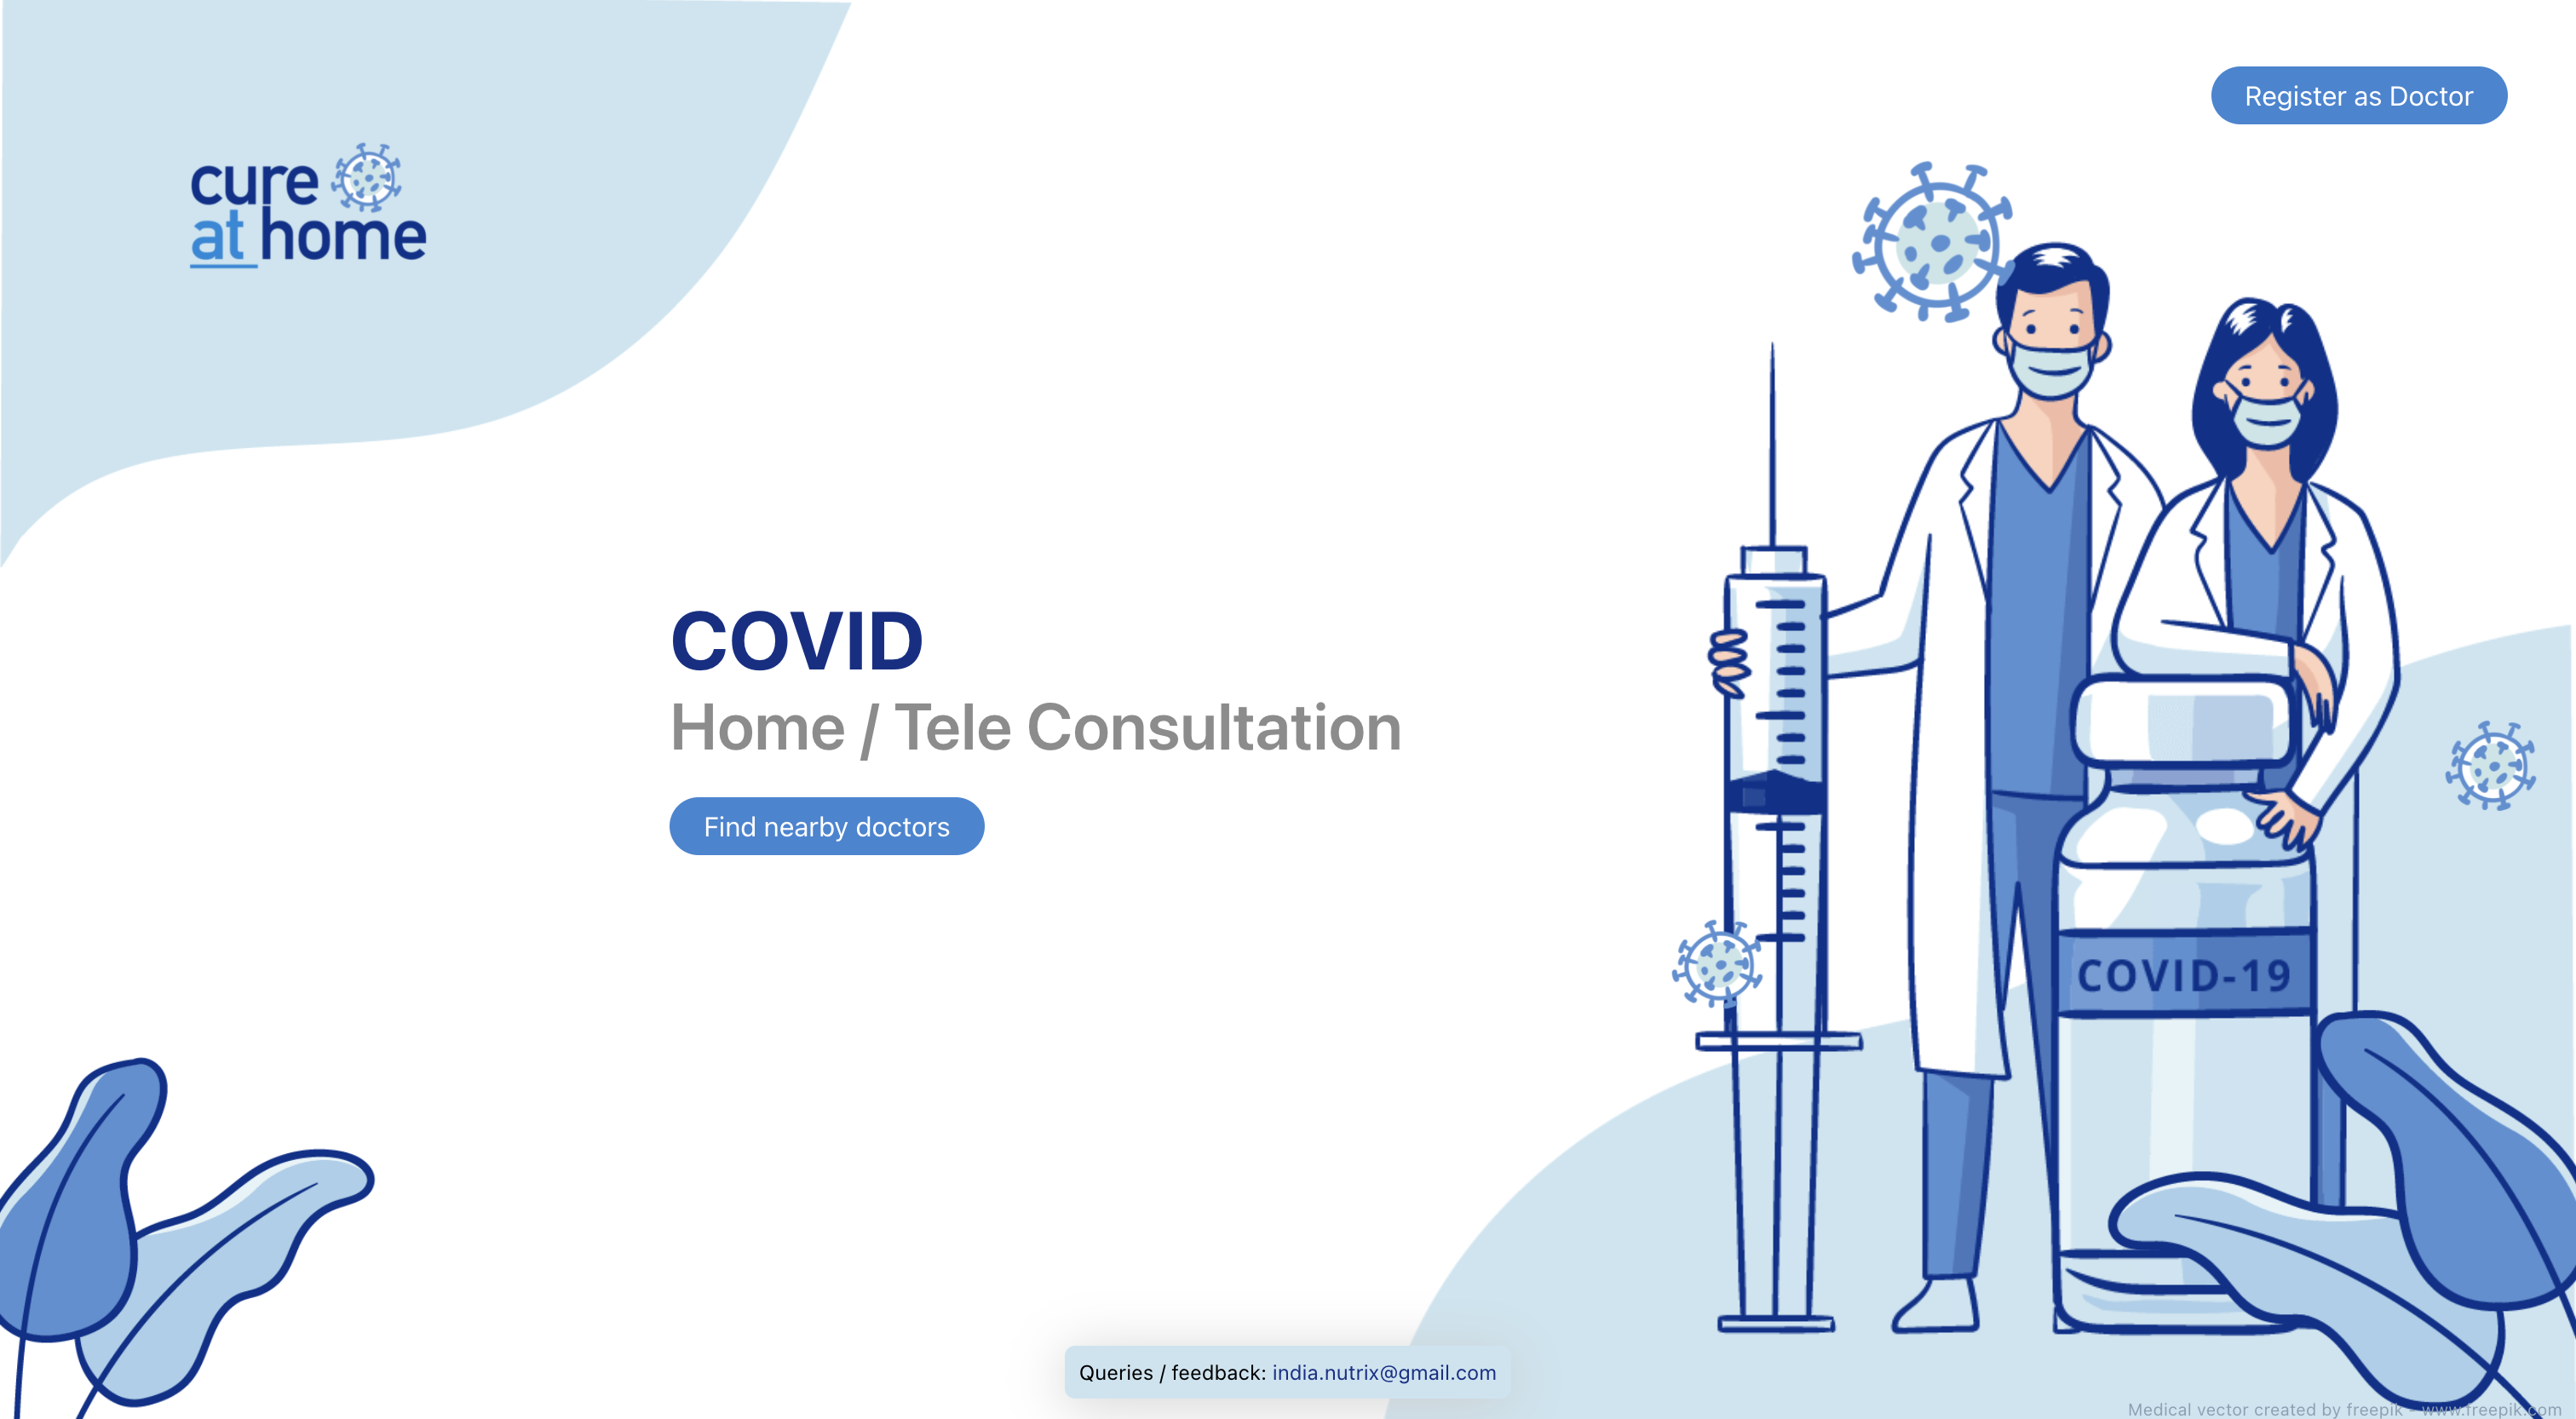 Register as Doctor
cure
at home
COVID
Home / Tele Consultation
Find nearby doctors
COVID-19
Queries / feedback: india.nutrix@gmail.com
Medical vector created by freepik - www.freepik.com